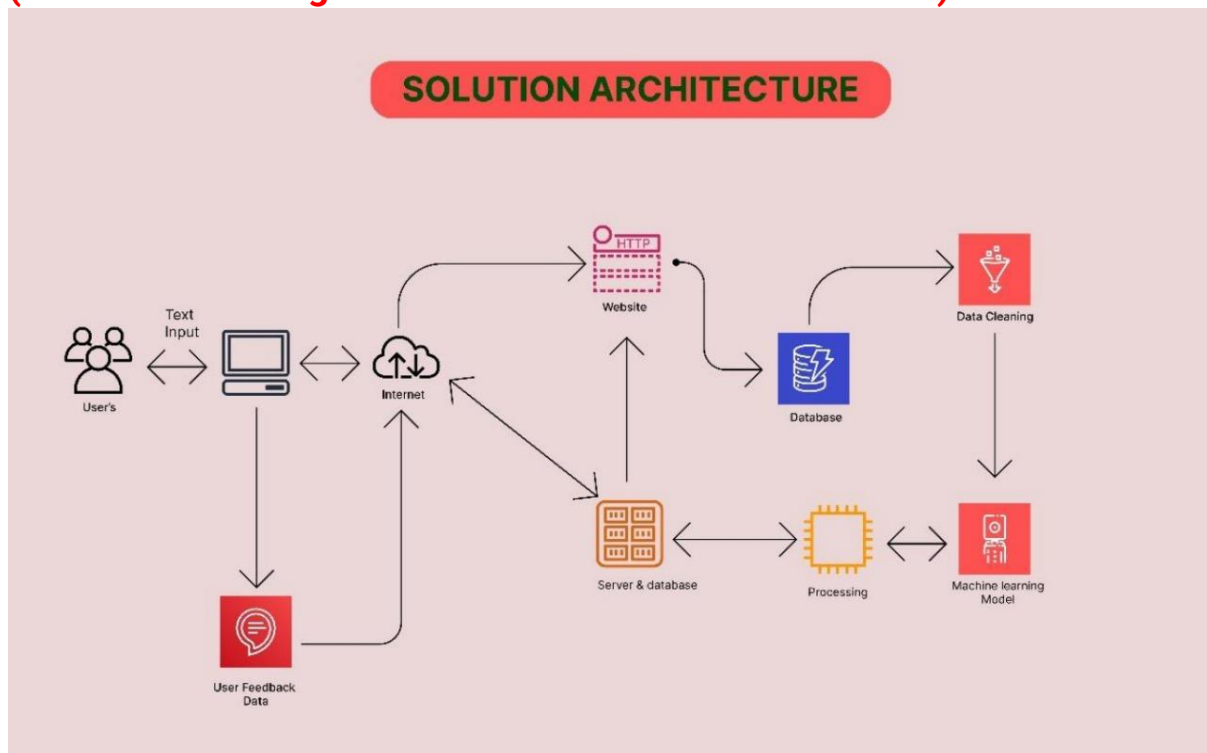 SOLUTION ARCHITECTURE
HTTP
Website
Data Cleaning
Text
Input
User's
Internet
Database
Server & database
Processing
Machine learning
Model
User Feedback
Data